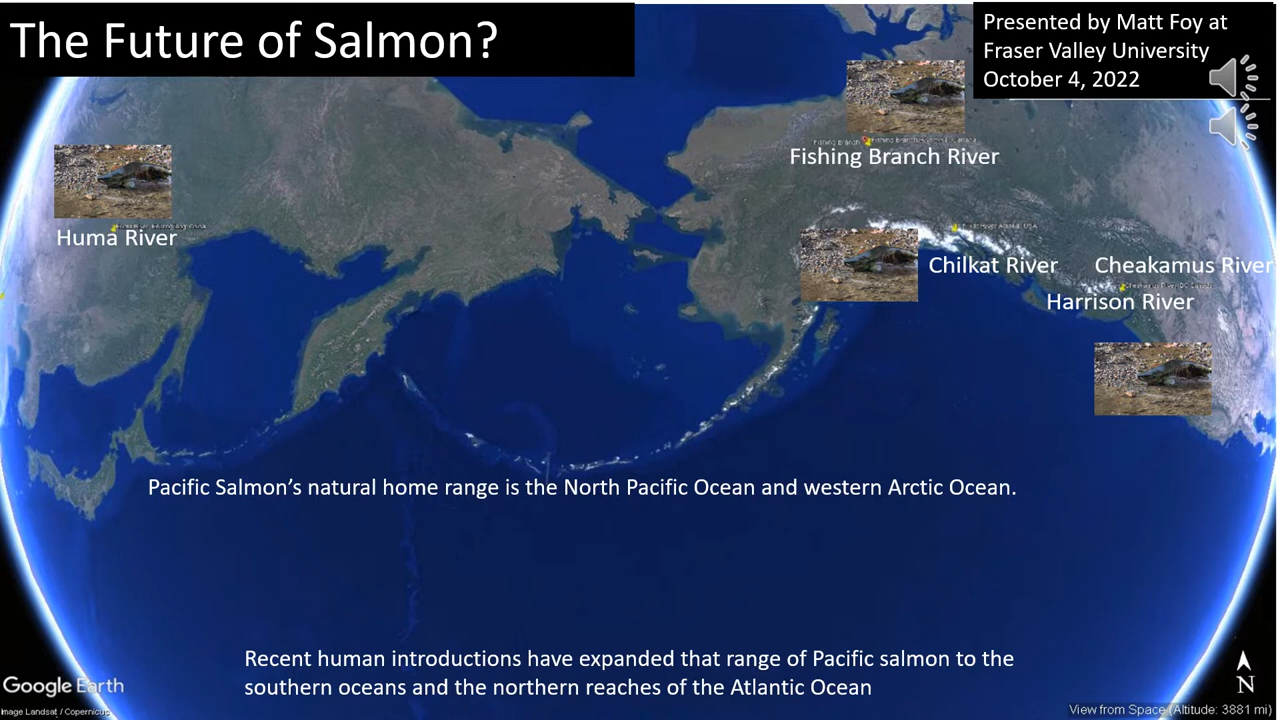 The Future of Salmon?
Presented by Matt Foy at
Fraser Valley University
October 4, 2022
Fishing Branch River
Huma River
Chilkat River
Cheakamus River
Harrison River
Pacific Salmon’s natural home range is the North Pacific Ocean and western Arctic Ocean.
Recent human introductions have expanded that range of Pacific salmon to the
southern oceans and the northern reaches of the Atlantic Ocean
Google Earth
Image Landsat / Copernicus
N
View from Space (Altitude: 3881 mi)